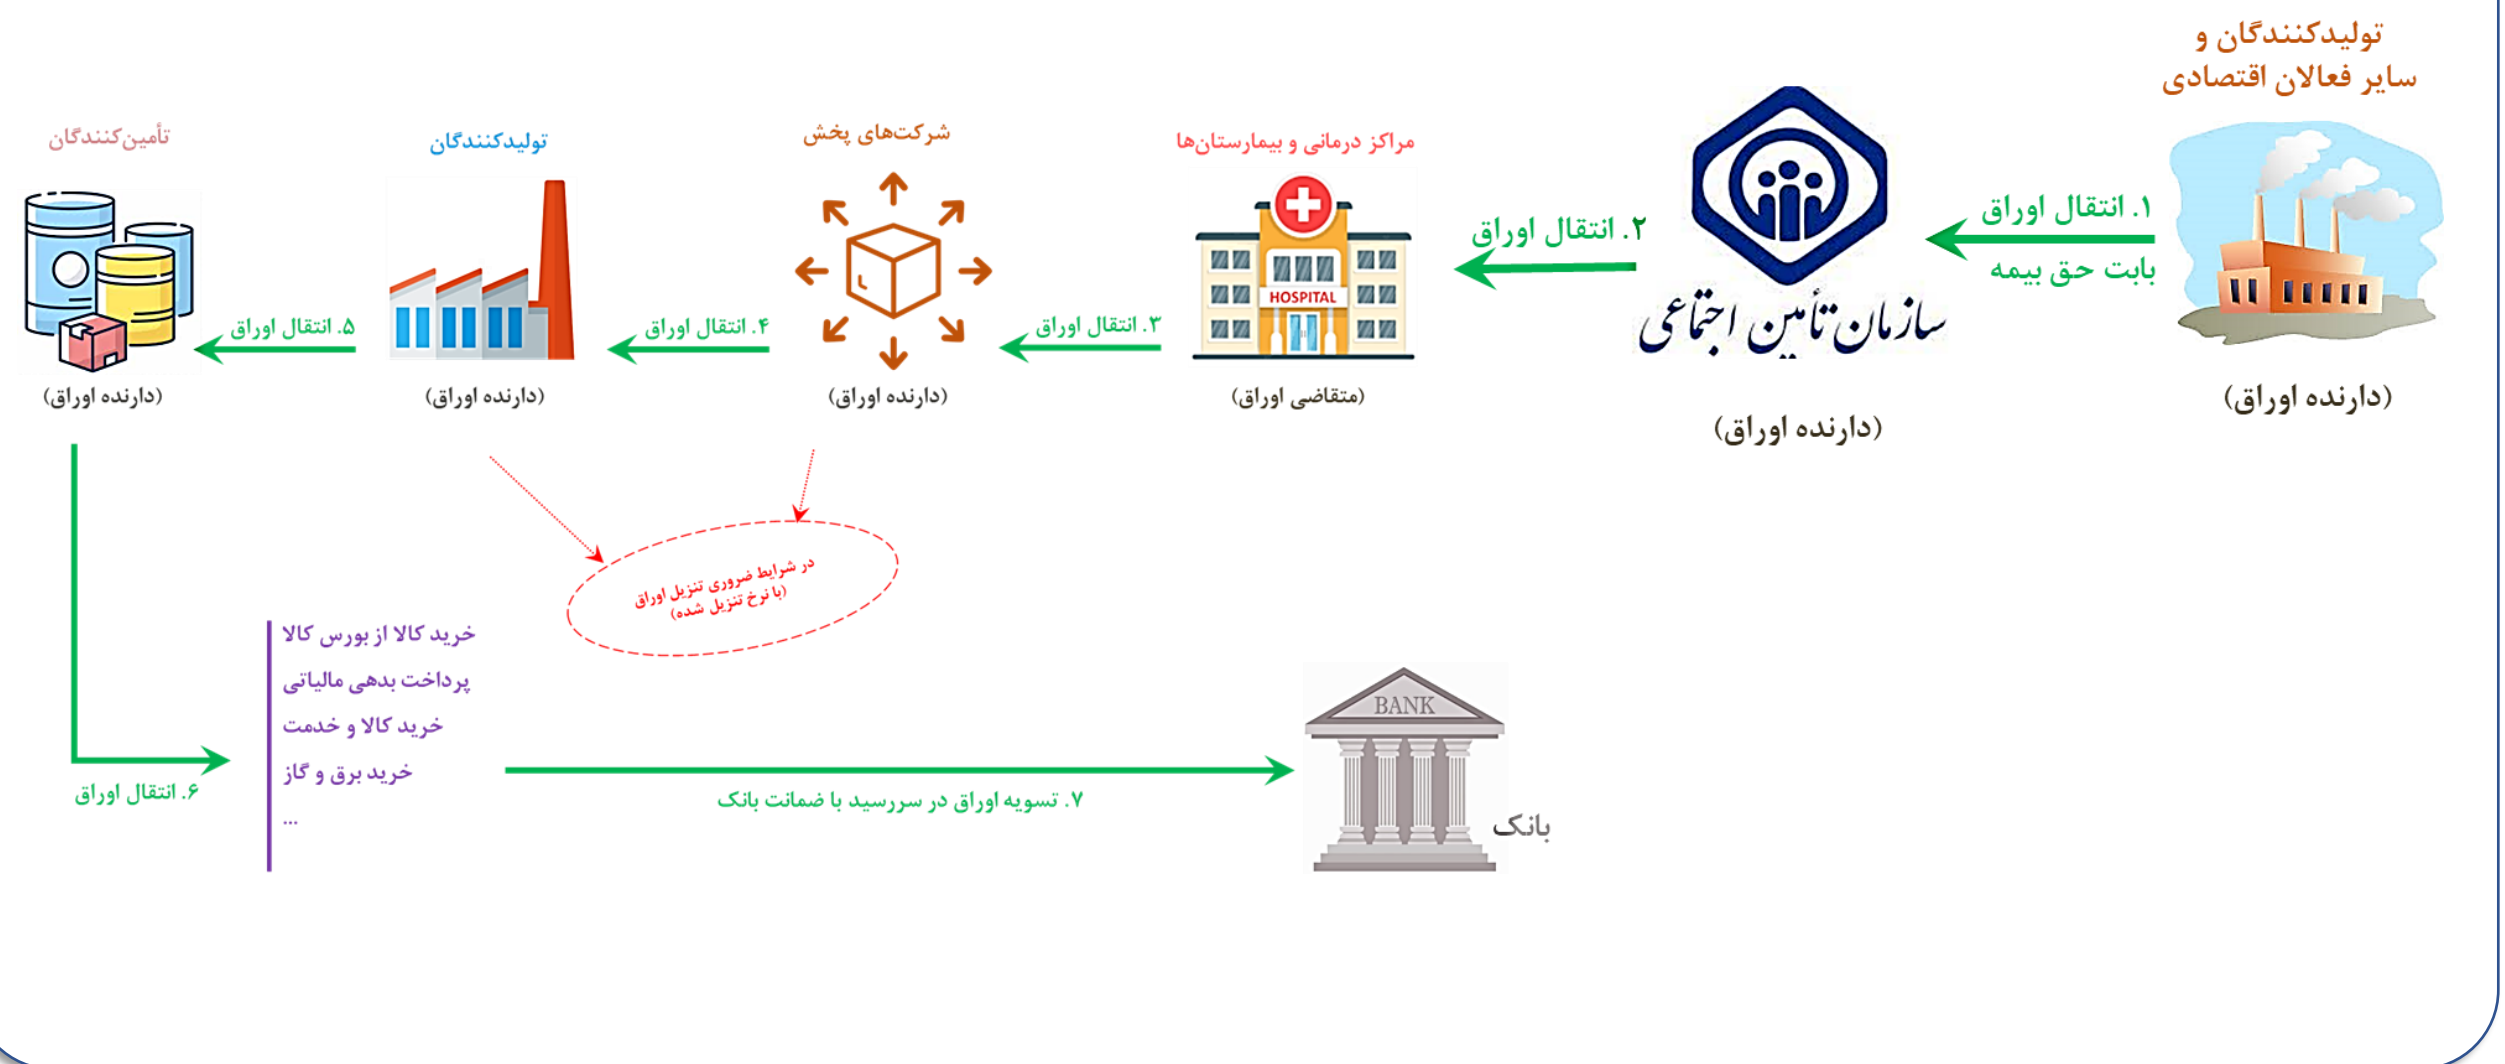 تولیدکنندگان و
سایر فعالان اقتصادی
(دارنده اوراق)
۱. انتقال اوراق
بابت حق بیمه
سازمان تأمین اجتماعی
(دارنده اوراق)
۲. انتقال اوراق
مراکز درمانی و بیمارستان‌ها
HOSPITAL
(متقاضی اوراق)
۳. انتقال اوراق
شرکت‌های پخش
(دارنده اوراق)
۴. انتقال اوراق
تولیدکنندگان
(دارنده اوراق)
۵. انتقال اوراق
تأمین‌کنندگان
(دارنده اوراق)
در شرایط ضروری تنزیل اوراق
(با نرخ تنزیل شده)
۶. انتقال اوراق
خرید کالا از بورس کالا
پرداخت بدهی مالیاتی
خرید کالا و خدمت
خرید برق و گاز
...
۷. تسویه اوراق در سررسید با ضمانت بانک
BANK
بانک